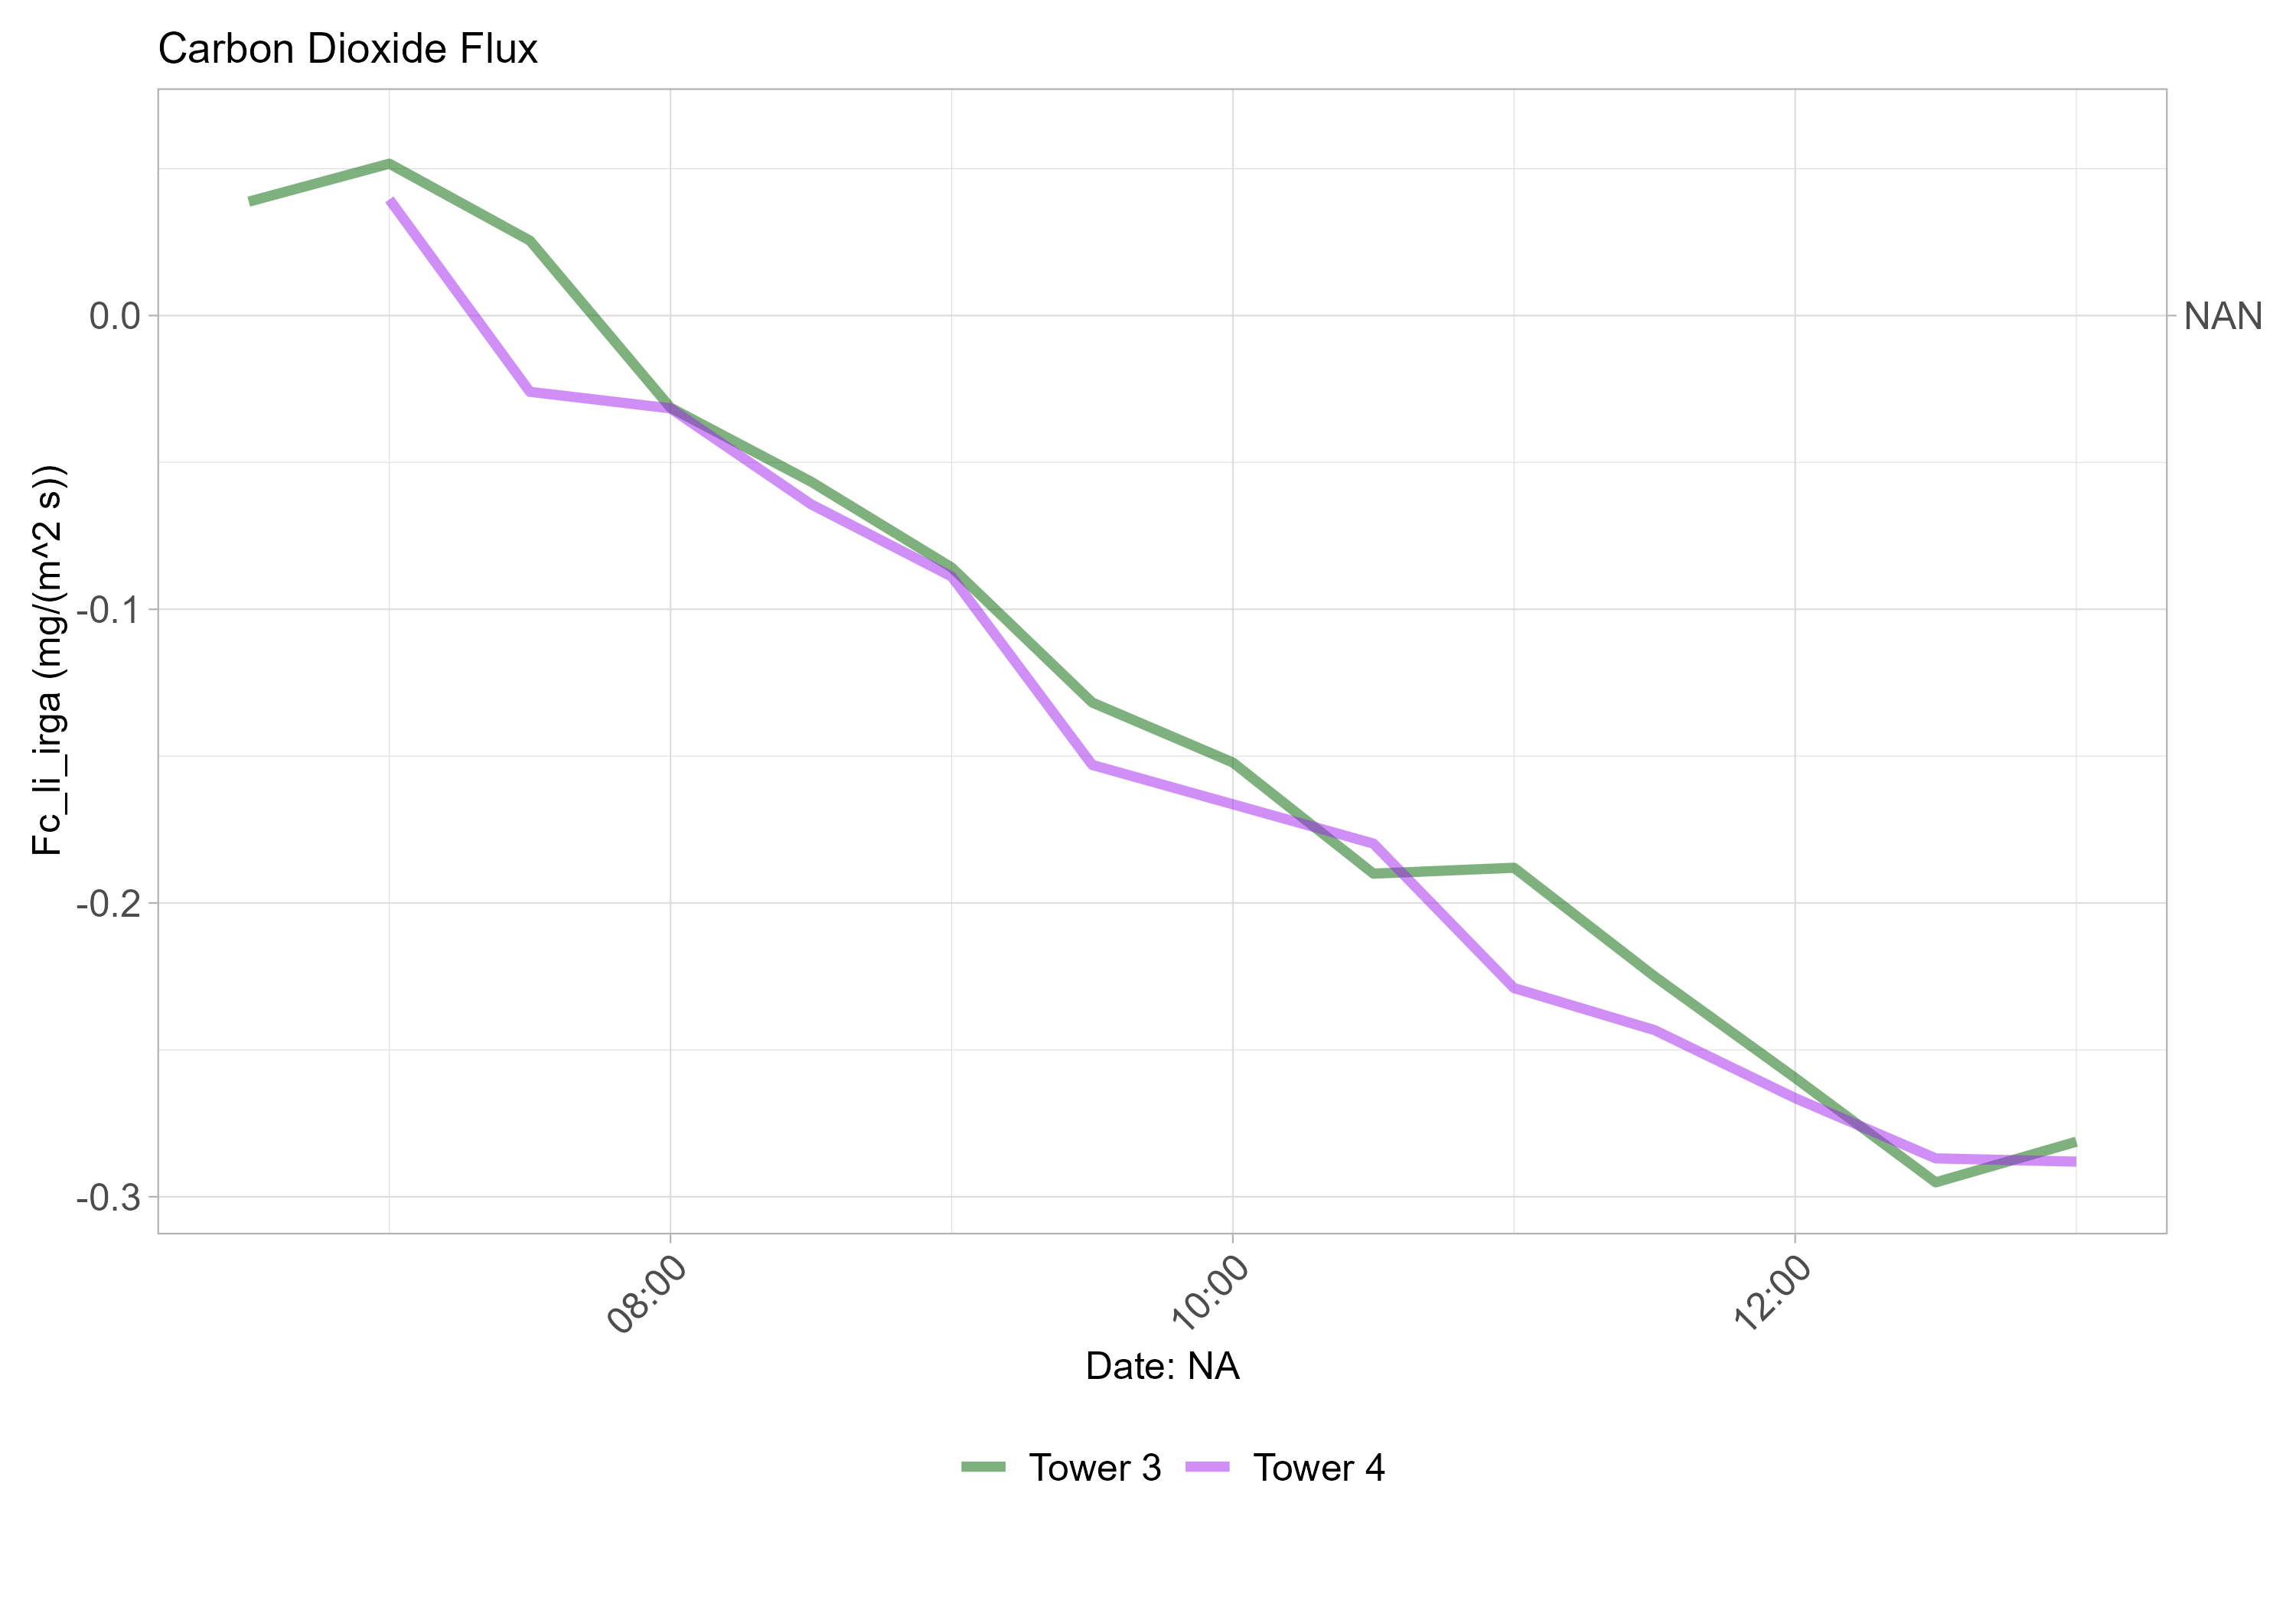 Carbon Dioxide Flux
Fc_li_irga (mg/(m^2 s))
0.0
-0.1
-0.2
-0.3
NAN
08:00
10:00
12:00
Date: NA
Tower 3
Tower 4